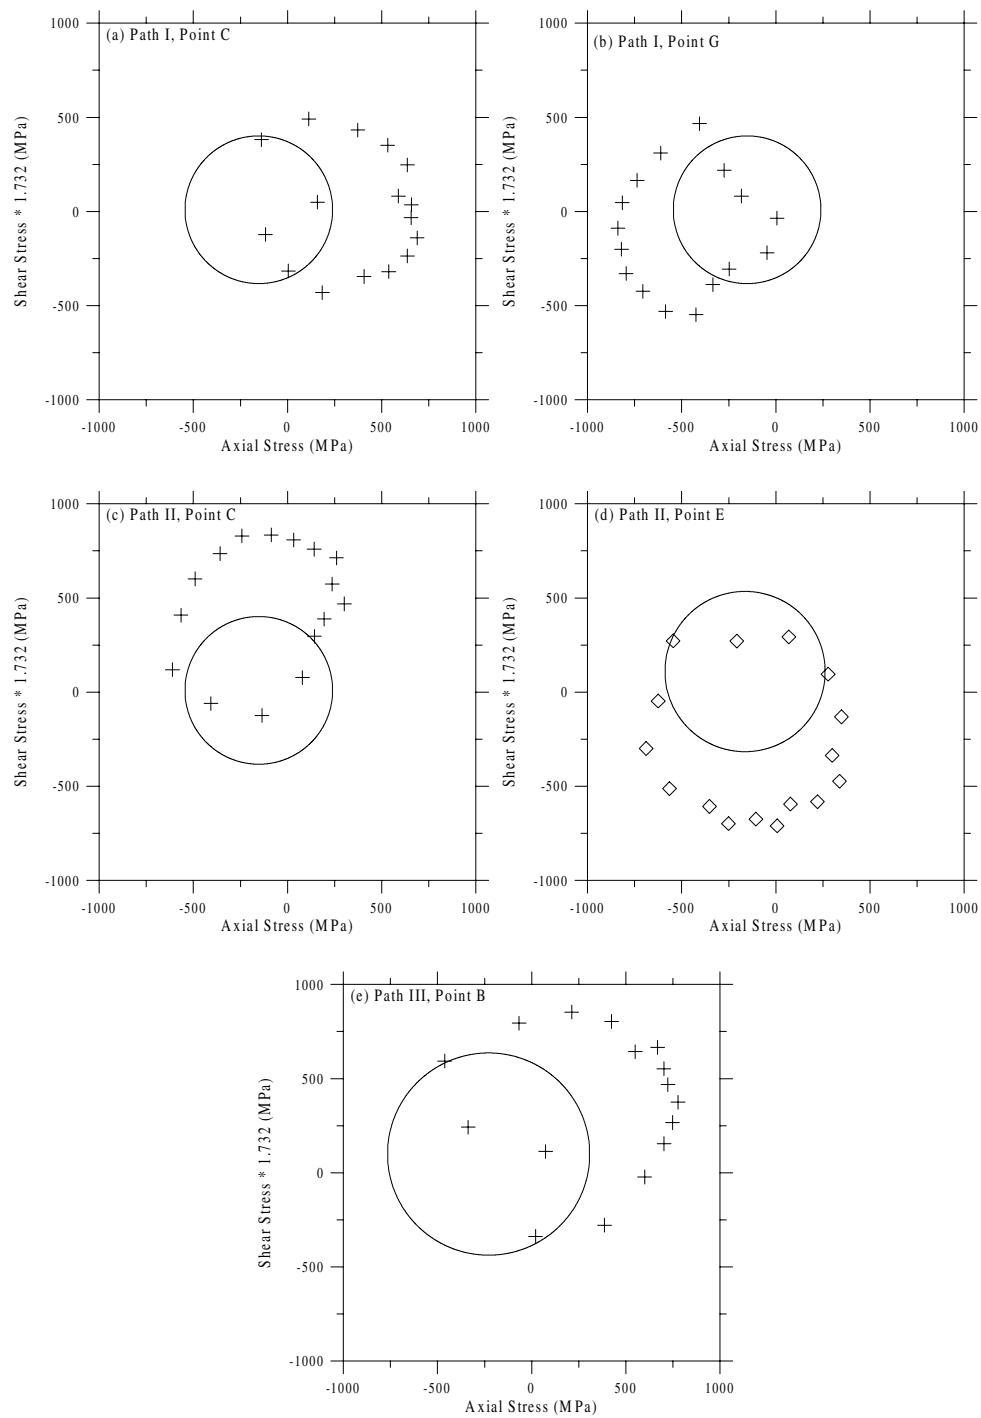 1000
(a) Path I, Point C
500
0
-500
-1000
Shear Stress * 1.732 (MPa)
-1000 -500 0 500 1000
Axial Stress (MPa)
1000
(b) Path I, Point G
500
0
-500
-1000
Shear Stress * 1.732 (MPa)
-1000 -500 0 500 1000
Axial Stress (MPa)
1000
(c) Path II, Point C
500
0
-500
-1000
Shear Stress * 1.732 (MPa)
-1000 -500 0 500 1000
Axial Stress (MPa)
1000
(d) Path II, Point E
500
0
-500
-1000
Shear Stress * 1.732 (MPa)
-1000 -500 0 500 1000
Axial Stress (MPa)
1000
(e) Path III, Point B
500
0
-500
-1000
Shear Stress * 1.732 (MPa)
-1000 -500 0 500 1000
Axial Stress (MPa)